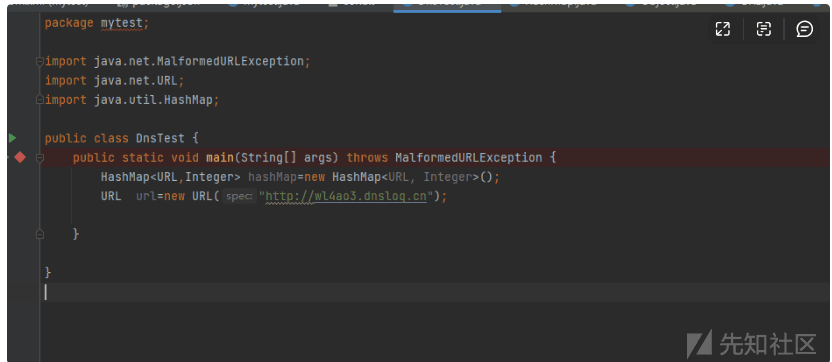 package mytest;
import java.net.MalformedURLException;
import java.net.URL;
import java.util.HashMap;
public class DnsTest {
public static void main(String[] args) throws MalformedURLException {
HashMap<URL,Integer> hashMap=new HashMap<URL, Integer>();
URL url=new URL( spec: "http://wl4ao3.dnslog.cn");
}
}
先知社区